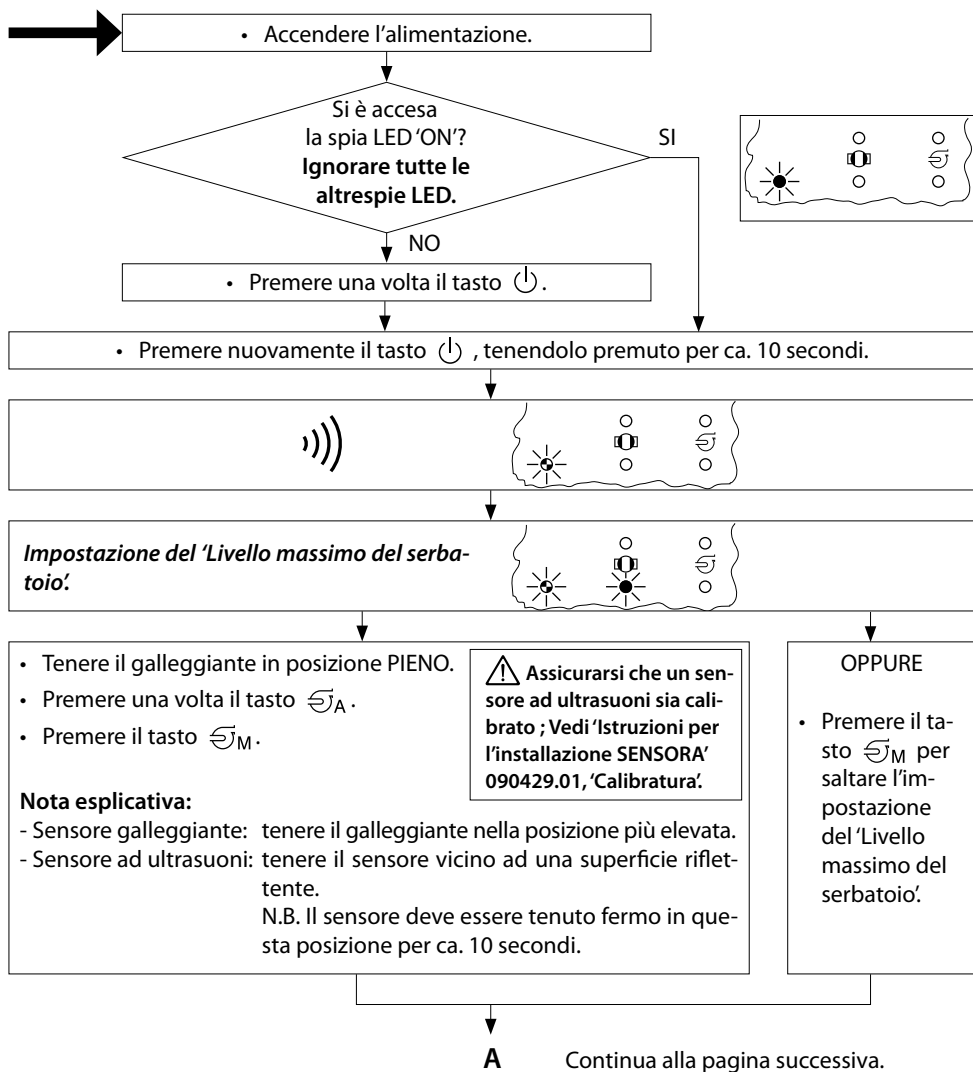 • Accendere l'alimentazione.
Si è accesa
la spia LED 'ON'?
Ignorare tutte le
altrespie LED.
SI
NO
• Premere una volta il tasto .
• Premere nuovamente il tasto , tenendolo premuto per ca. 10 secondi.
Impostazione del 'Livello massimo del serba-
toio'.
• Tenere il galleggiante in posizione PIENO.
• Premere una volta il tasto A .
• Premere il tasto M .
Assicurarsi che un sen-
sore ad ultrasuoni sia cali-
brato ; Vedi 'Istruzioni per
l'installazione SENSORA'
090429.01, 'Calibratura'.
Nota esplicativa:
- Sensore galleggiante: tenere il galleggiante nella posizione più elevata.
- Sensore ad ultrasuoni: tenere il sensore vicino ad una superficie riflet-
tente.
N.B. Il sensore deve essere tenuto fermo in que-
sta posizione per ca. 10 secondi.
OPPURE
• Premere il ta-
sto M per
saltare l'im-
postazione
del 'Livello
massimo del
serbatoio'.
A Continua alla pagina successiva.